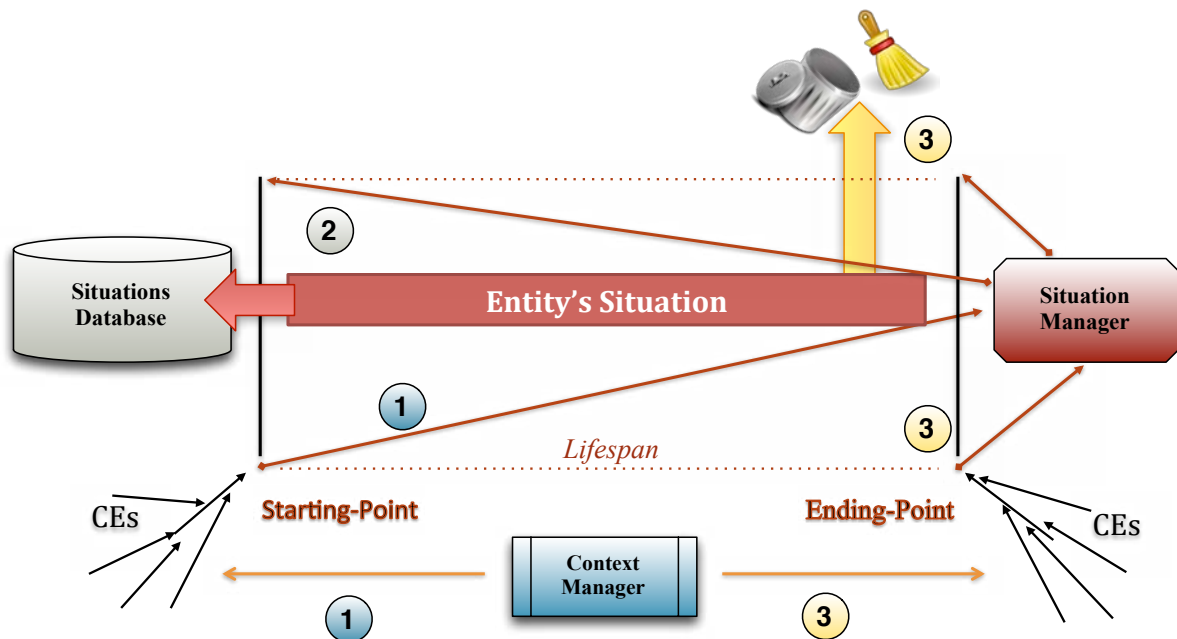 3
2
Situations
Database
Entity's Situation
Situation
Manager
1
3
Lifespan
CEs
Starting-Point
Ending-Point
CEs
Context
Manager
1
3